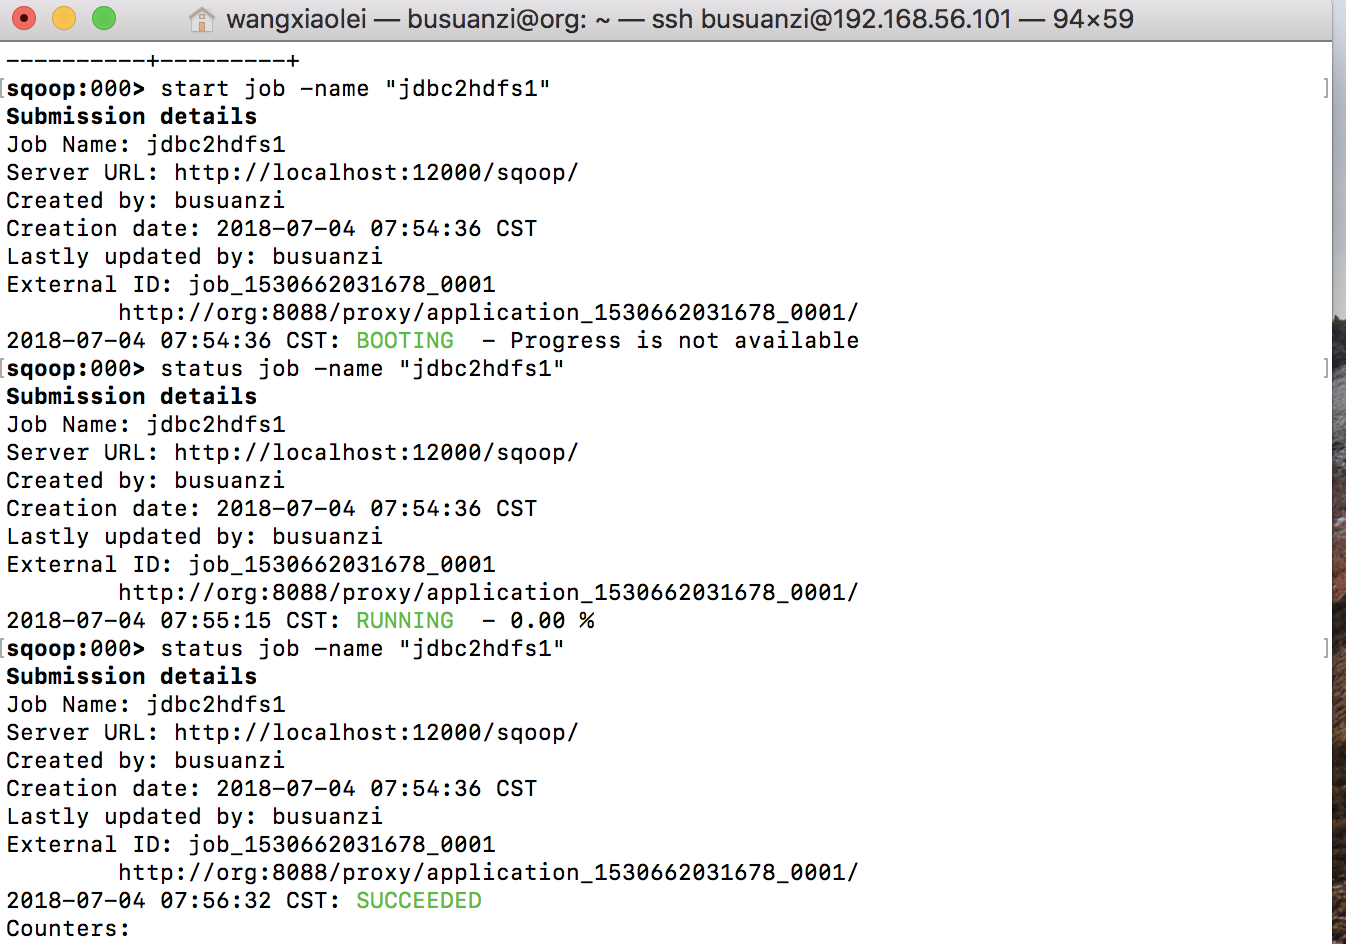 wangxiaolei — busuanzi@org: ~ — ssh busuanzi@192.168.56.101 — 94×59
----------+---------+
[sqoop:000> start job -name "jdbc2hdfs1" ]
Submission details
Job Name: jdbc2hdfs1
Server URL: http://localhost:12000/sqoop/
Created by: busuanzi
Creation date: 2018-07-04 07:54:36 CST
Lastly updated by: busuanzi
External ID: job_1530662031678_0001
http://org:8088/proxy/application_1530662031678_0001/
2018-07-04 07:54:36 CST: BOOTING  - Progress is not available
[sqoop:000> status job -name "jdbc2hdfs1" ]
Submission details
Job Name: jdbc2hdfs1
Server URL: http://localhost:12000/sqoop/
Created by: busuanzi
Creation date: 2018-07-04 07:54:36 CST
Lastly updated by: busuanzi
External ID: job_1530662031678_0001
http://org:8088/proxy/application_1530662031678_0001/
2018-07-04 07:55:15 CST: RUNNING  - 0.00 %
[sqoop:000> status job -name "jdbc2hdfs1" ]
Submission details
Job Name: jdbc2hdfs1
Server URL: http://localhost:12000/sqoop/
Created by: busuanzi
Creation date: 2018-07-04 07:54:36 CST
Lastly updated by: busuanzi
External ID: job_1530662031678_0001
http://org:8088/proxy/application_1530662031678_0001/
2018-07-04 07:56:32 CST: SUCCEEDED
Counters: